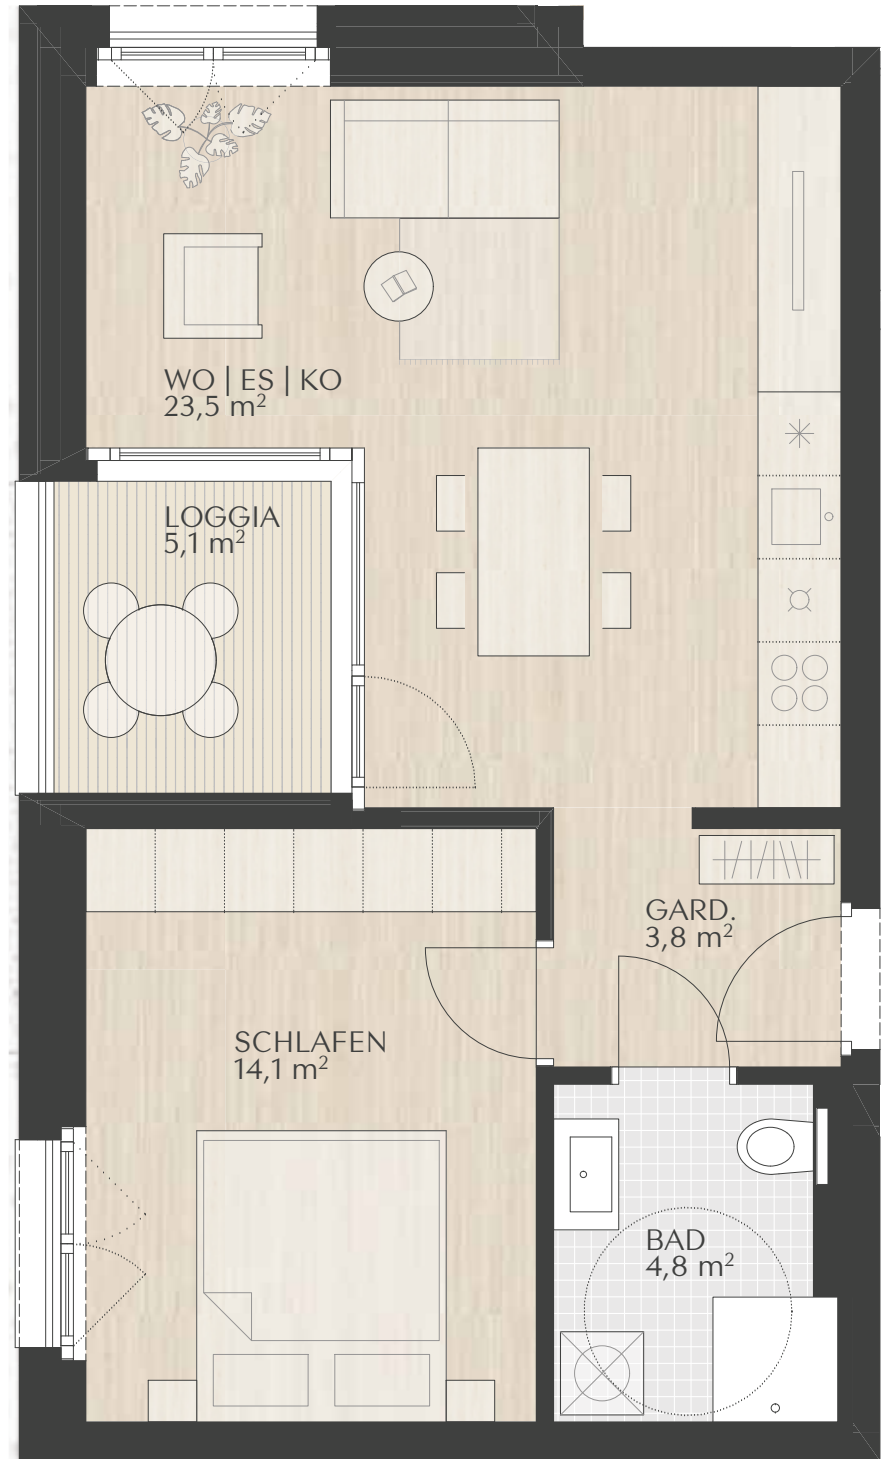 WO | ES | KO
23,5 m²
LOGGIA
5,1 m²
GARD.
3,8 m²
SCHLAFEN
14,1 m²
BAD
4,8 m²